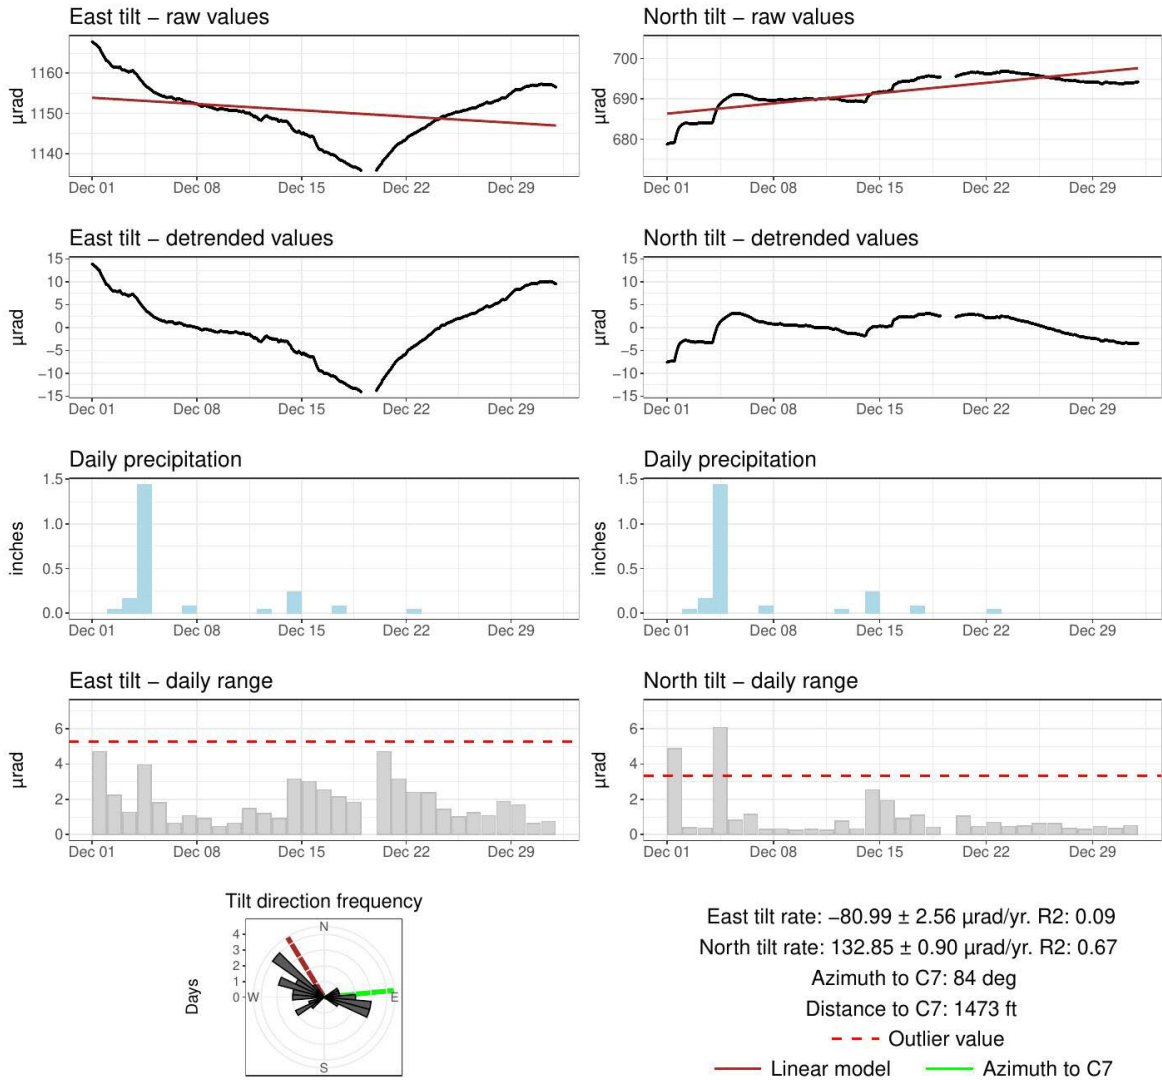 East tilt − raw values
North tilt − raw values
1160
1150
1140
µrad
Dec 01 Dec 08 Dec 15 Dec 22 Dec 29
700
690
680
µrad
Dec 01 Dec 08 Dec 15 Dec 22 Dec 29
East tilt − detrended values
North tilt − detrended values
15
10
5
0
−5
−10
−15
µrad
Dec 01 Dec 08 Dec 15 Dec 22 Dec 29
15
10
5
0
−5
−10
−15
µrad
Dec 01 Dec 08 Dec 15 Dec 22 Dec 29
Daily precipitation
Daily precipitation
1.5
1.0
0.5
0.0
inches
Dec 01 Dec 08 Dec 15 Dec 22 Dec 29
1.5
1.0
0.5
0.0
inches
Dec 01 Dec 08 Dec 15 Dec 22 Dec 29
East tilt − daily range
North tilt − daily range
6
4
2
0
µrad
Dec 01 Dec 08 Dec 15 Dec 22 Dec 29
6
4
2
0
µrad
Dec 01 Dec 08 Dec 15 Dec 22 Dec 29
Tilt direction frequency
N
4
3
2
1
0
W
E
S
Days
East tilt rate: −80.99 ± 2.56 µrad/yr. R2: 0.09
North tilt rate: 132.85 ± 0.90 µrad/yr. R2: 0.67
Azimuth to C7: 84 deg
Distance to C7: 1473 ft
Outlier value
Linear model Azimuth to C7